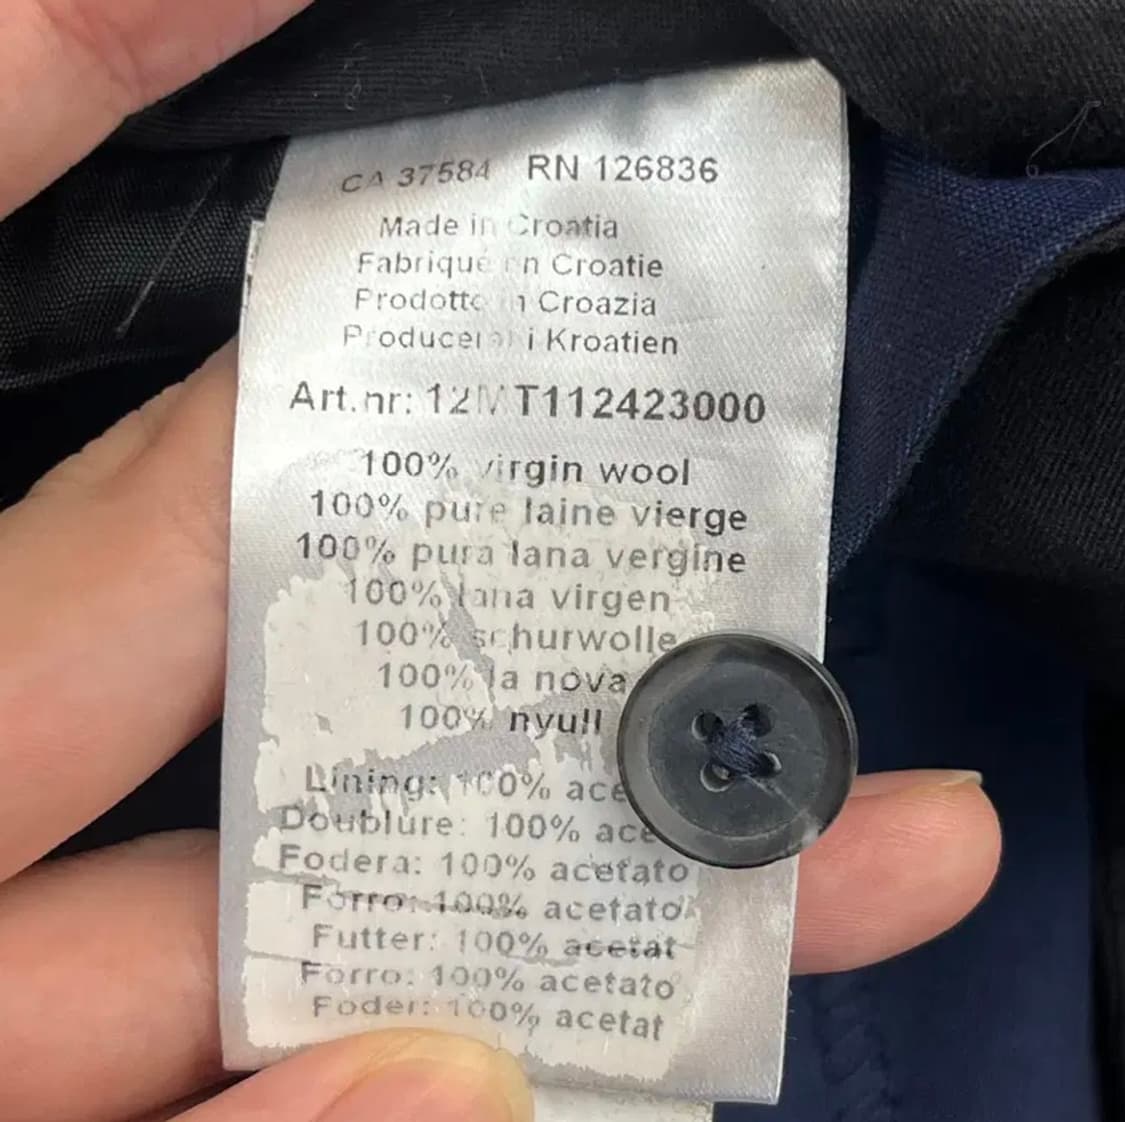 CA 37584 RN 126836
Made in Croatia
Fabriqué en Croatie
Prodotto in Croazia
Producerat i Kroatien
Art.nr: 12MT112423000
100% virgin wool
100% pure laine vierge
100% pura lana vergine
100% lana virgen
100% schurwolle
100% la nova
100% nyull
Lining: 100% ace
Doublure: 100% ace
Fodera: 100% acetato
Forro: 100% acetato
Futter: 100% acetat
Forro: 100% acetato
Foder: 100% acetat